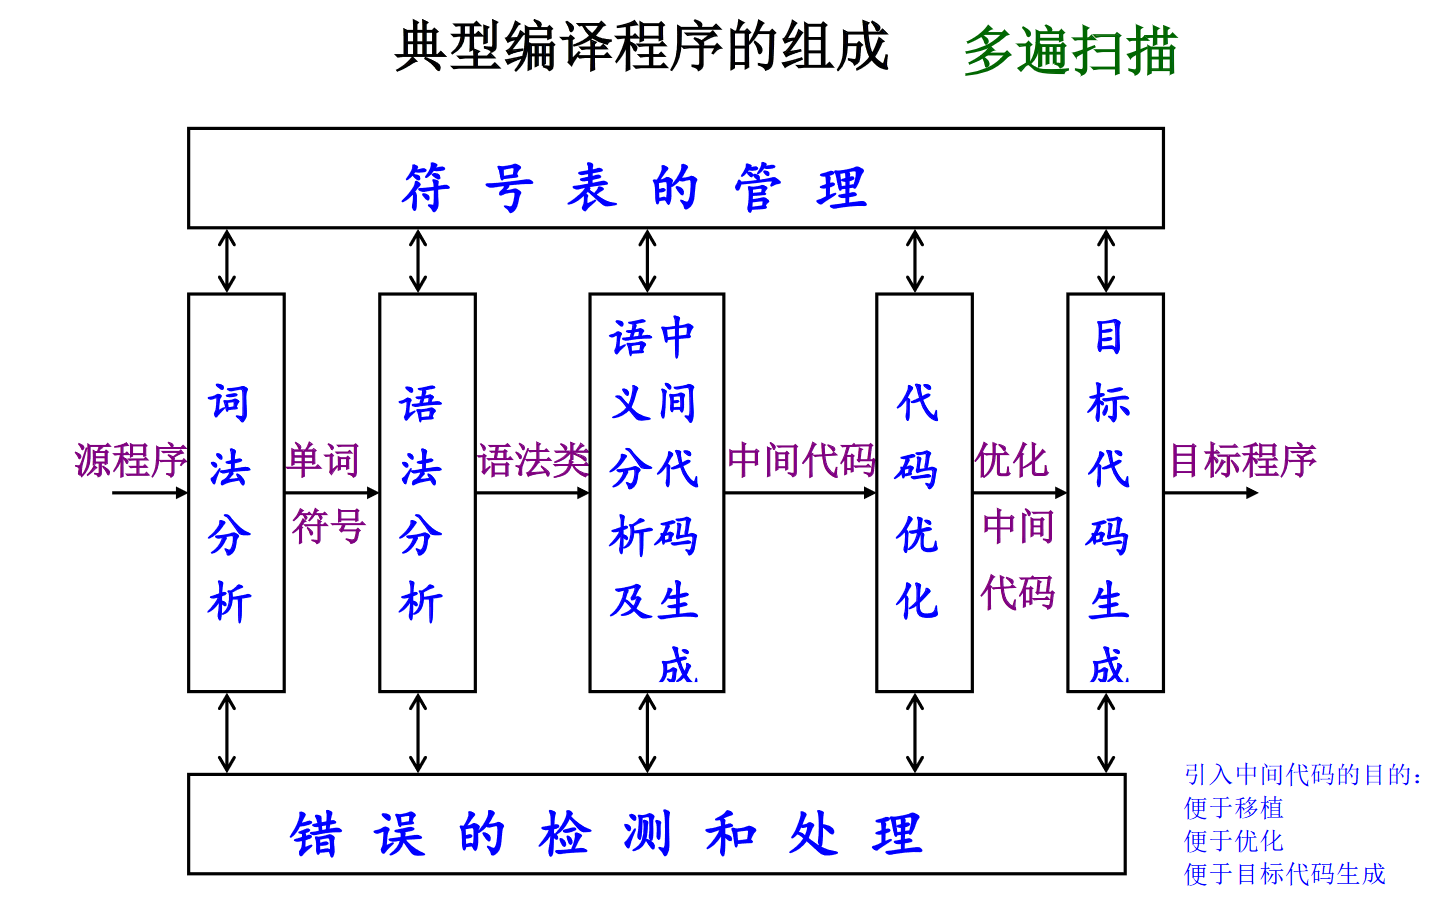 典型编译程序的组成 多遍扫描
符号表的管理
源程序
词法分析
单词
符号
语法分析
语法类
语义分析及
中间代码生成
中间代码
代码优化
优化
中间
代码
目标代码生成
目标程序
错误的检测和处理
引入中间代码的目的：
便于移植
便于优化
便于目标代码生成